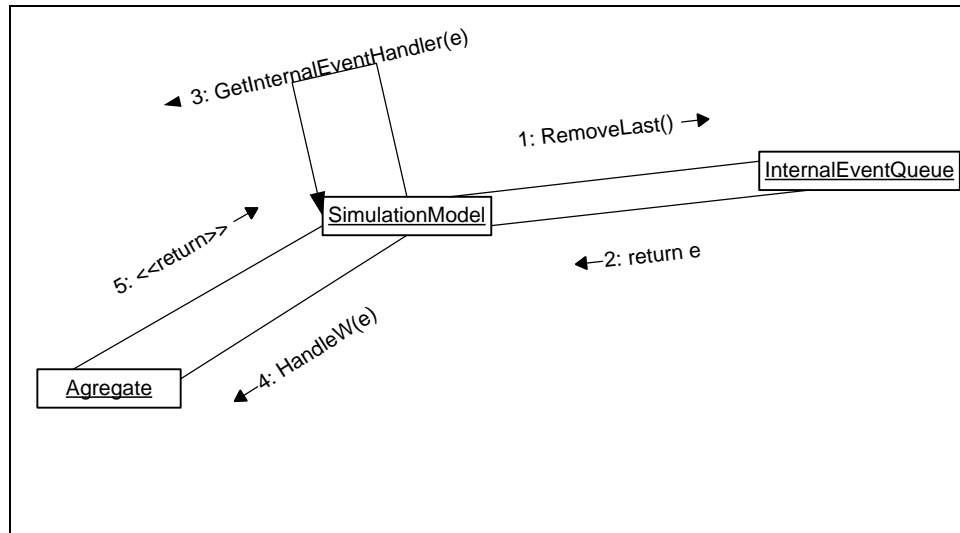 3: GetInternalEventHandler(e)
1: RemoveLast()
InternalEventQueue
SimulationModel
5: <<return>>
2: return e
4: HandleW(e)
Agregate